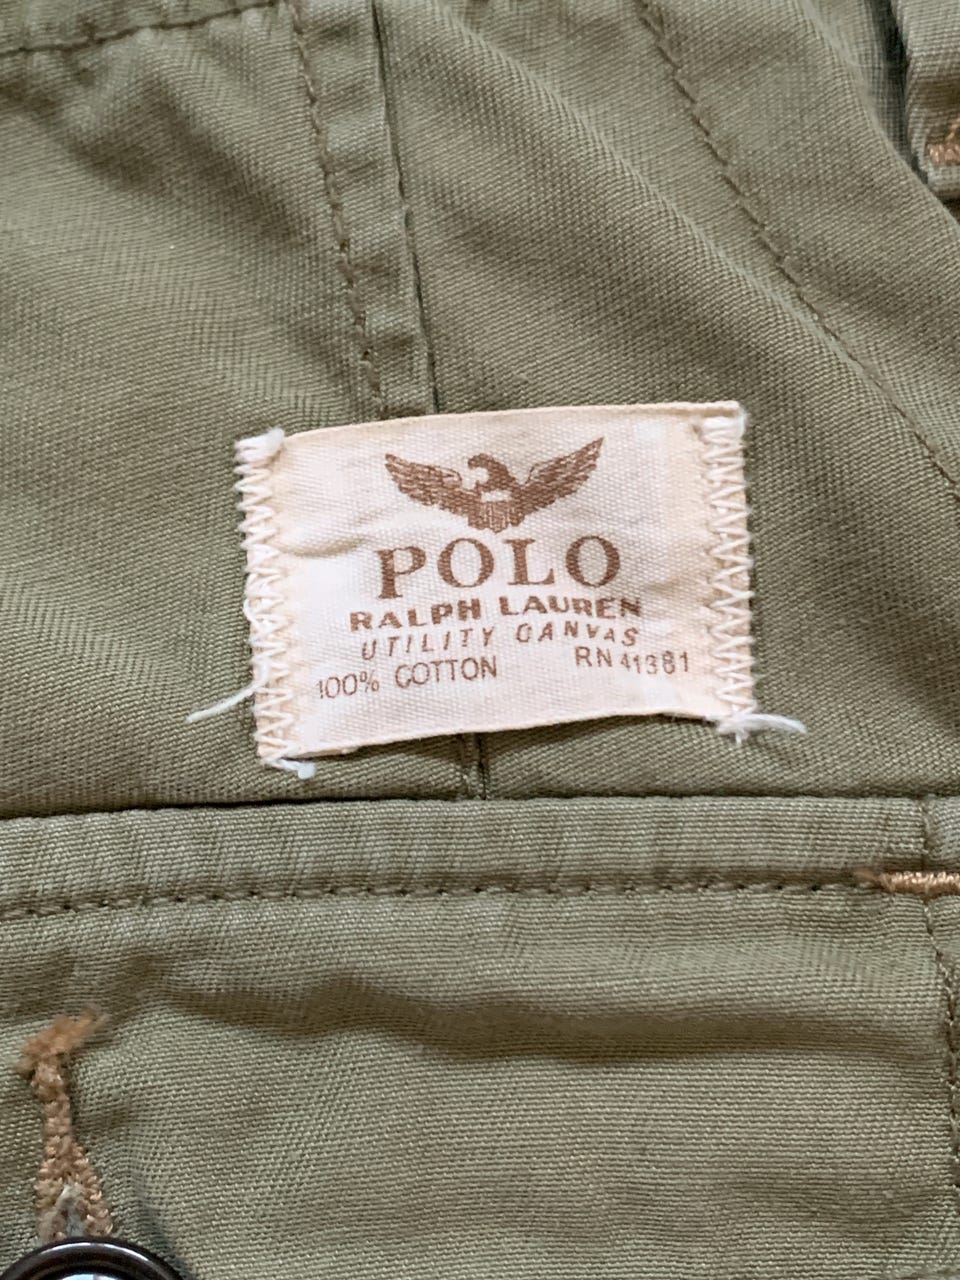 POLO
RALPH LAUREN
UTILITY CANVAS
100% COTTON RN 41381